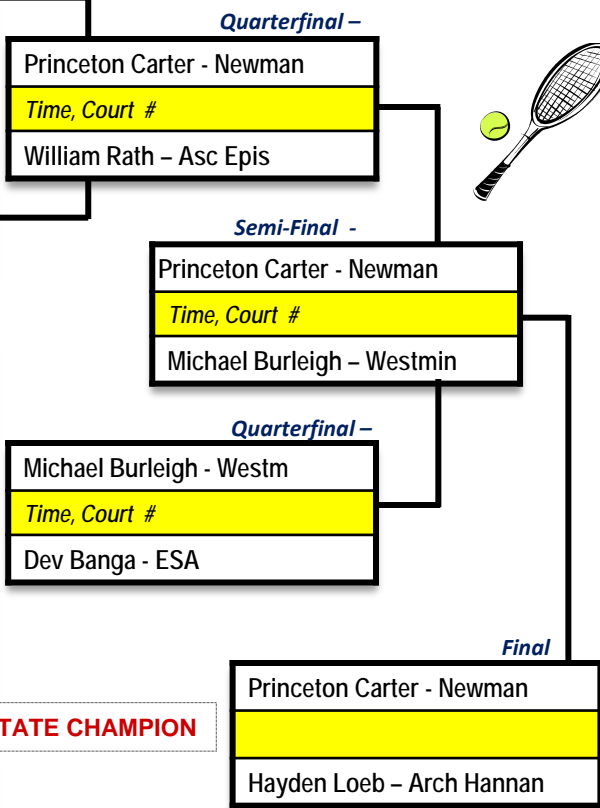 Quarterfinal –
Princeton Carter - Newman
Time, Court #
William Rath – Asc Epis
Semi-Final -
Princeton Carter - Newman
Time, Court #
Michael Burleigh – Westmin
Quarterfinal –
Michael Burleigh - Westm
Time, Court #
Dev Banga - ESA
Final
Princeton Carter - Newman
TATE CHAMPION
Hayden Loeb – Arch Hannan